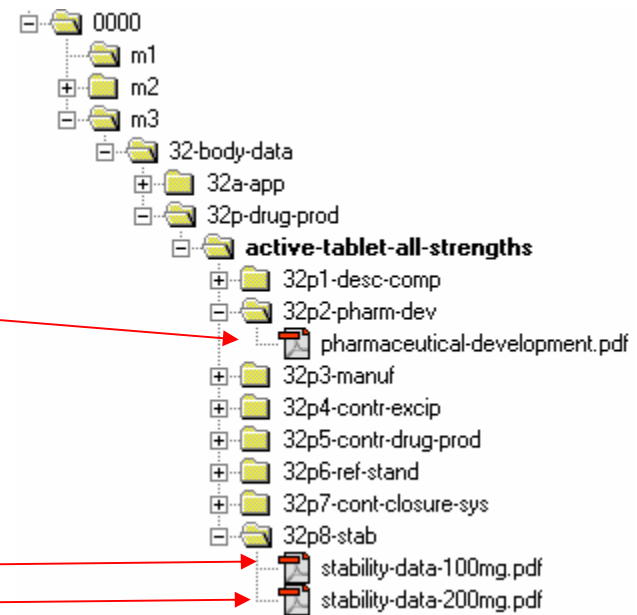 0000
m1
m2
m3
32-body-data
32a-app
32p-drug-prod
active-tablet-all-strengths
32p1-desc-comp
32p2-pharm-dev
pharmaceutical-development.pdf
32p3-manuf
32p4-contr-excip
32p5-contr-drug-prod
32p6-ref-stand
32p7-cont-closure-sys
32p8-stab
stability-data-100mg.pdf
stability-data-200mg.pdf